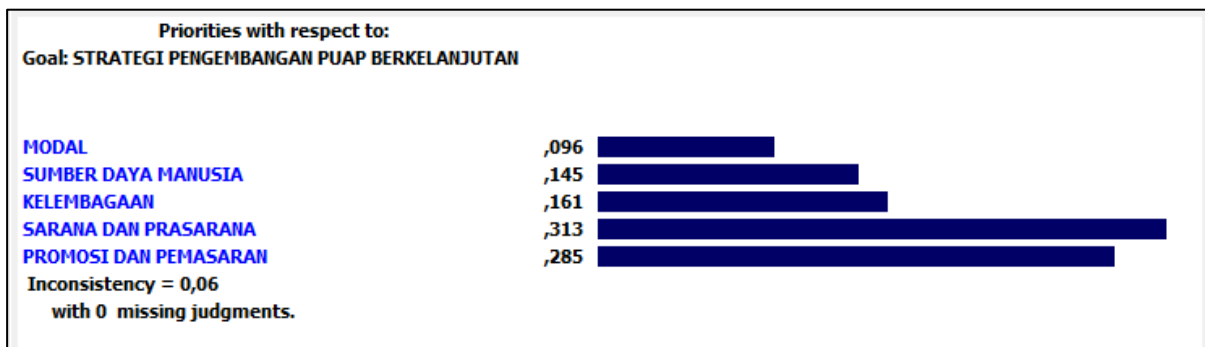 Priorities with respect to:
Goal: STRATEGI PENGEMBANGAN PUAP BERKELANJUTAN
MODAL ,096
SUMBER DAYA MANUSIA ,145
KELEMBAGAAN ,161
SARANA DAN PRASARANA ,313
PROMOSI DAN PEMASARAN ,285
Inconsistency = 0,06
with 0 missing judgments.